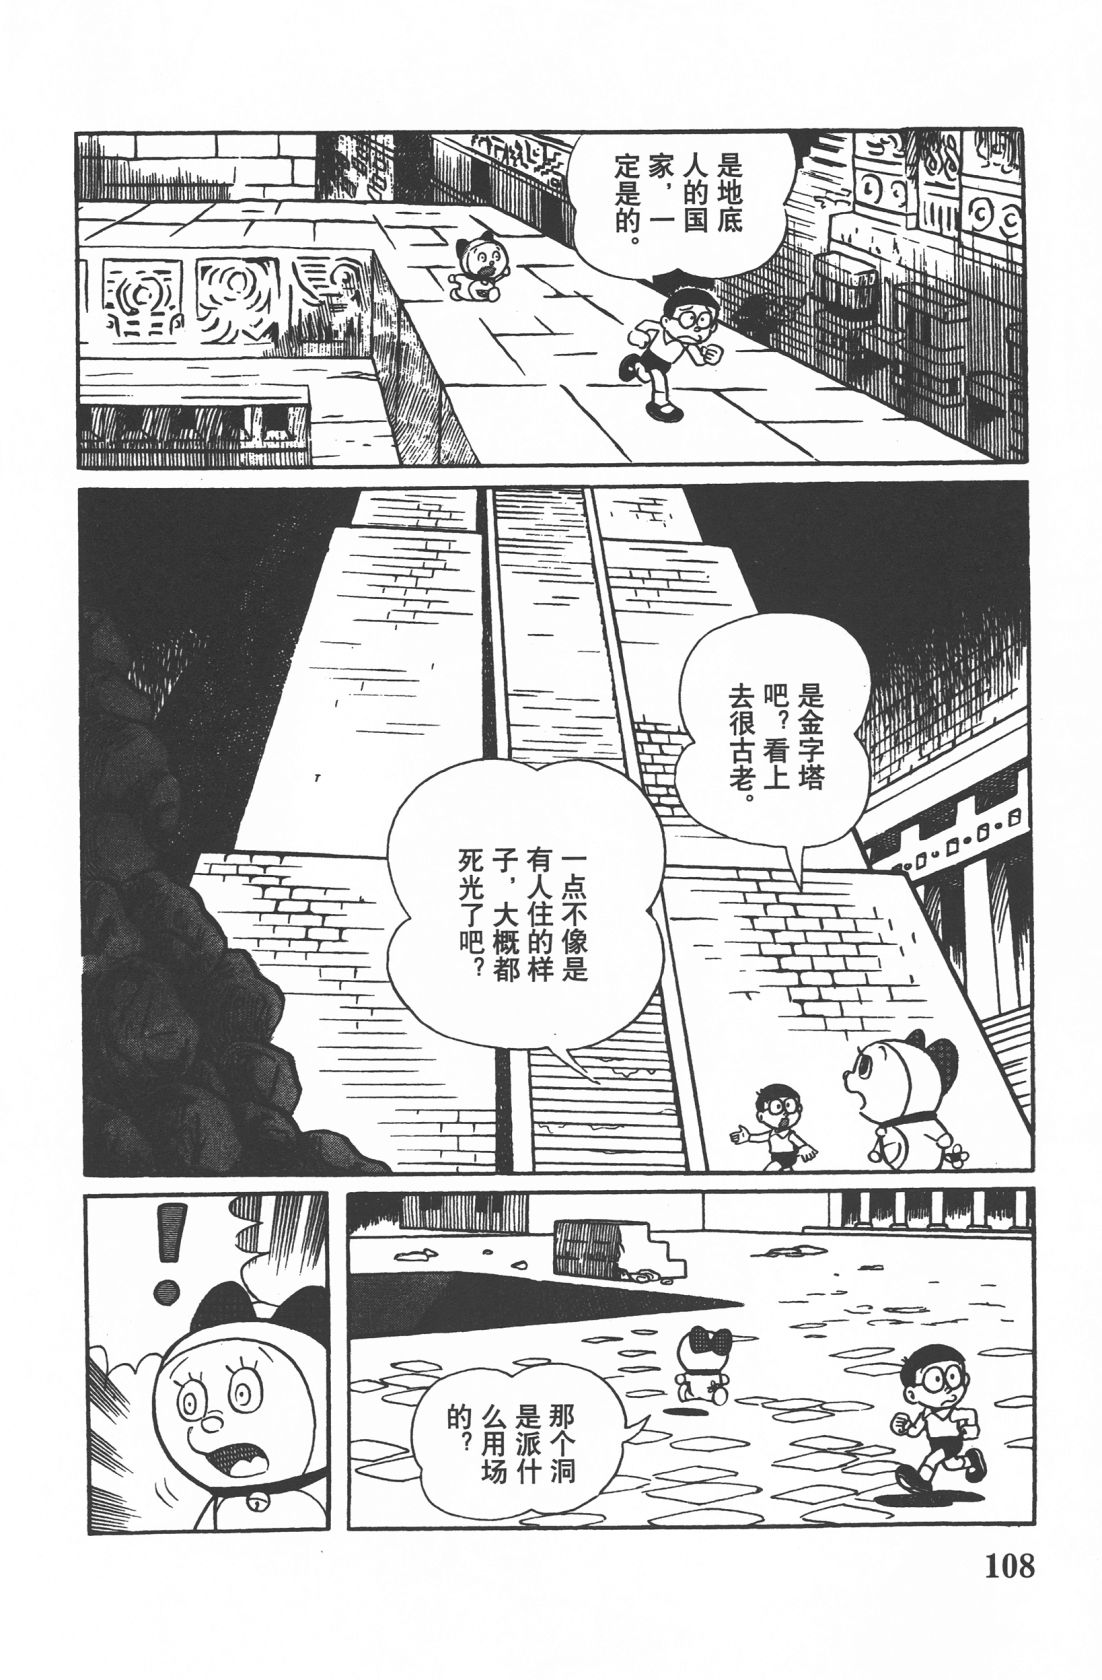 是地底
人的国
家，一
定是的。
是金字塔
吧？看上
去很古老。
一点不像是
有人住的样
子，大概都
死光了吧？
那个洞
是派什
么用场
的？
！
108